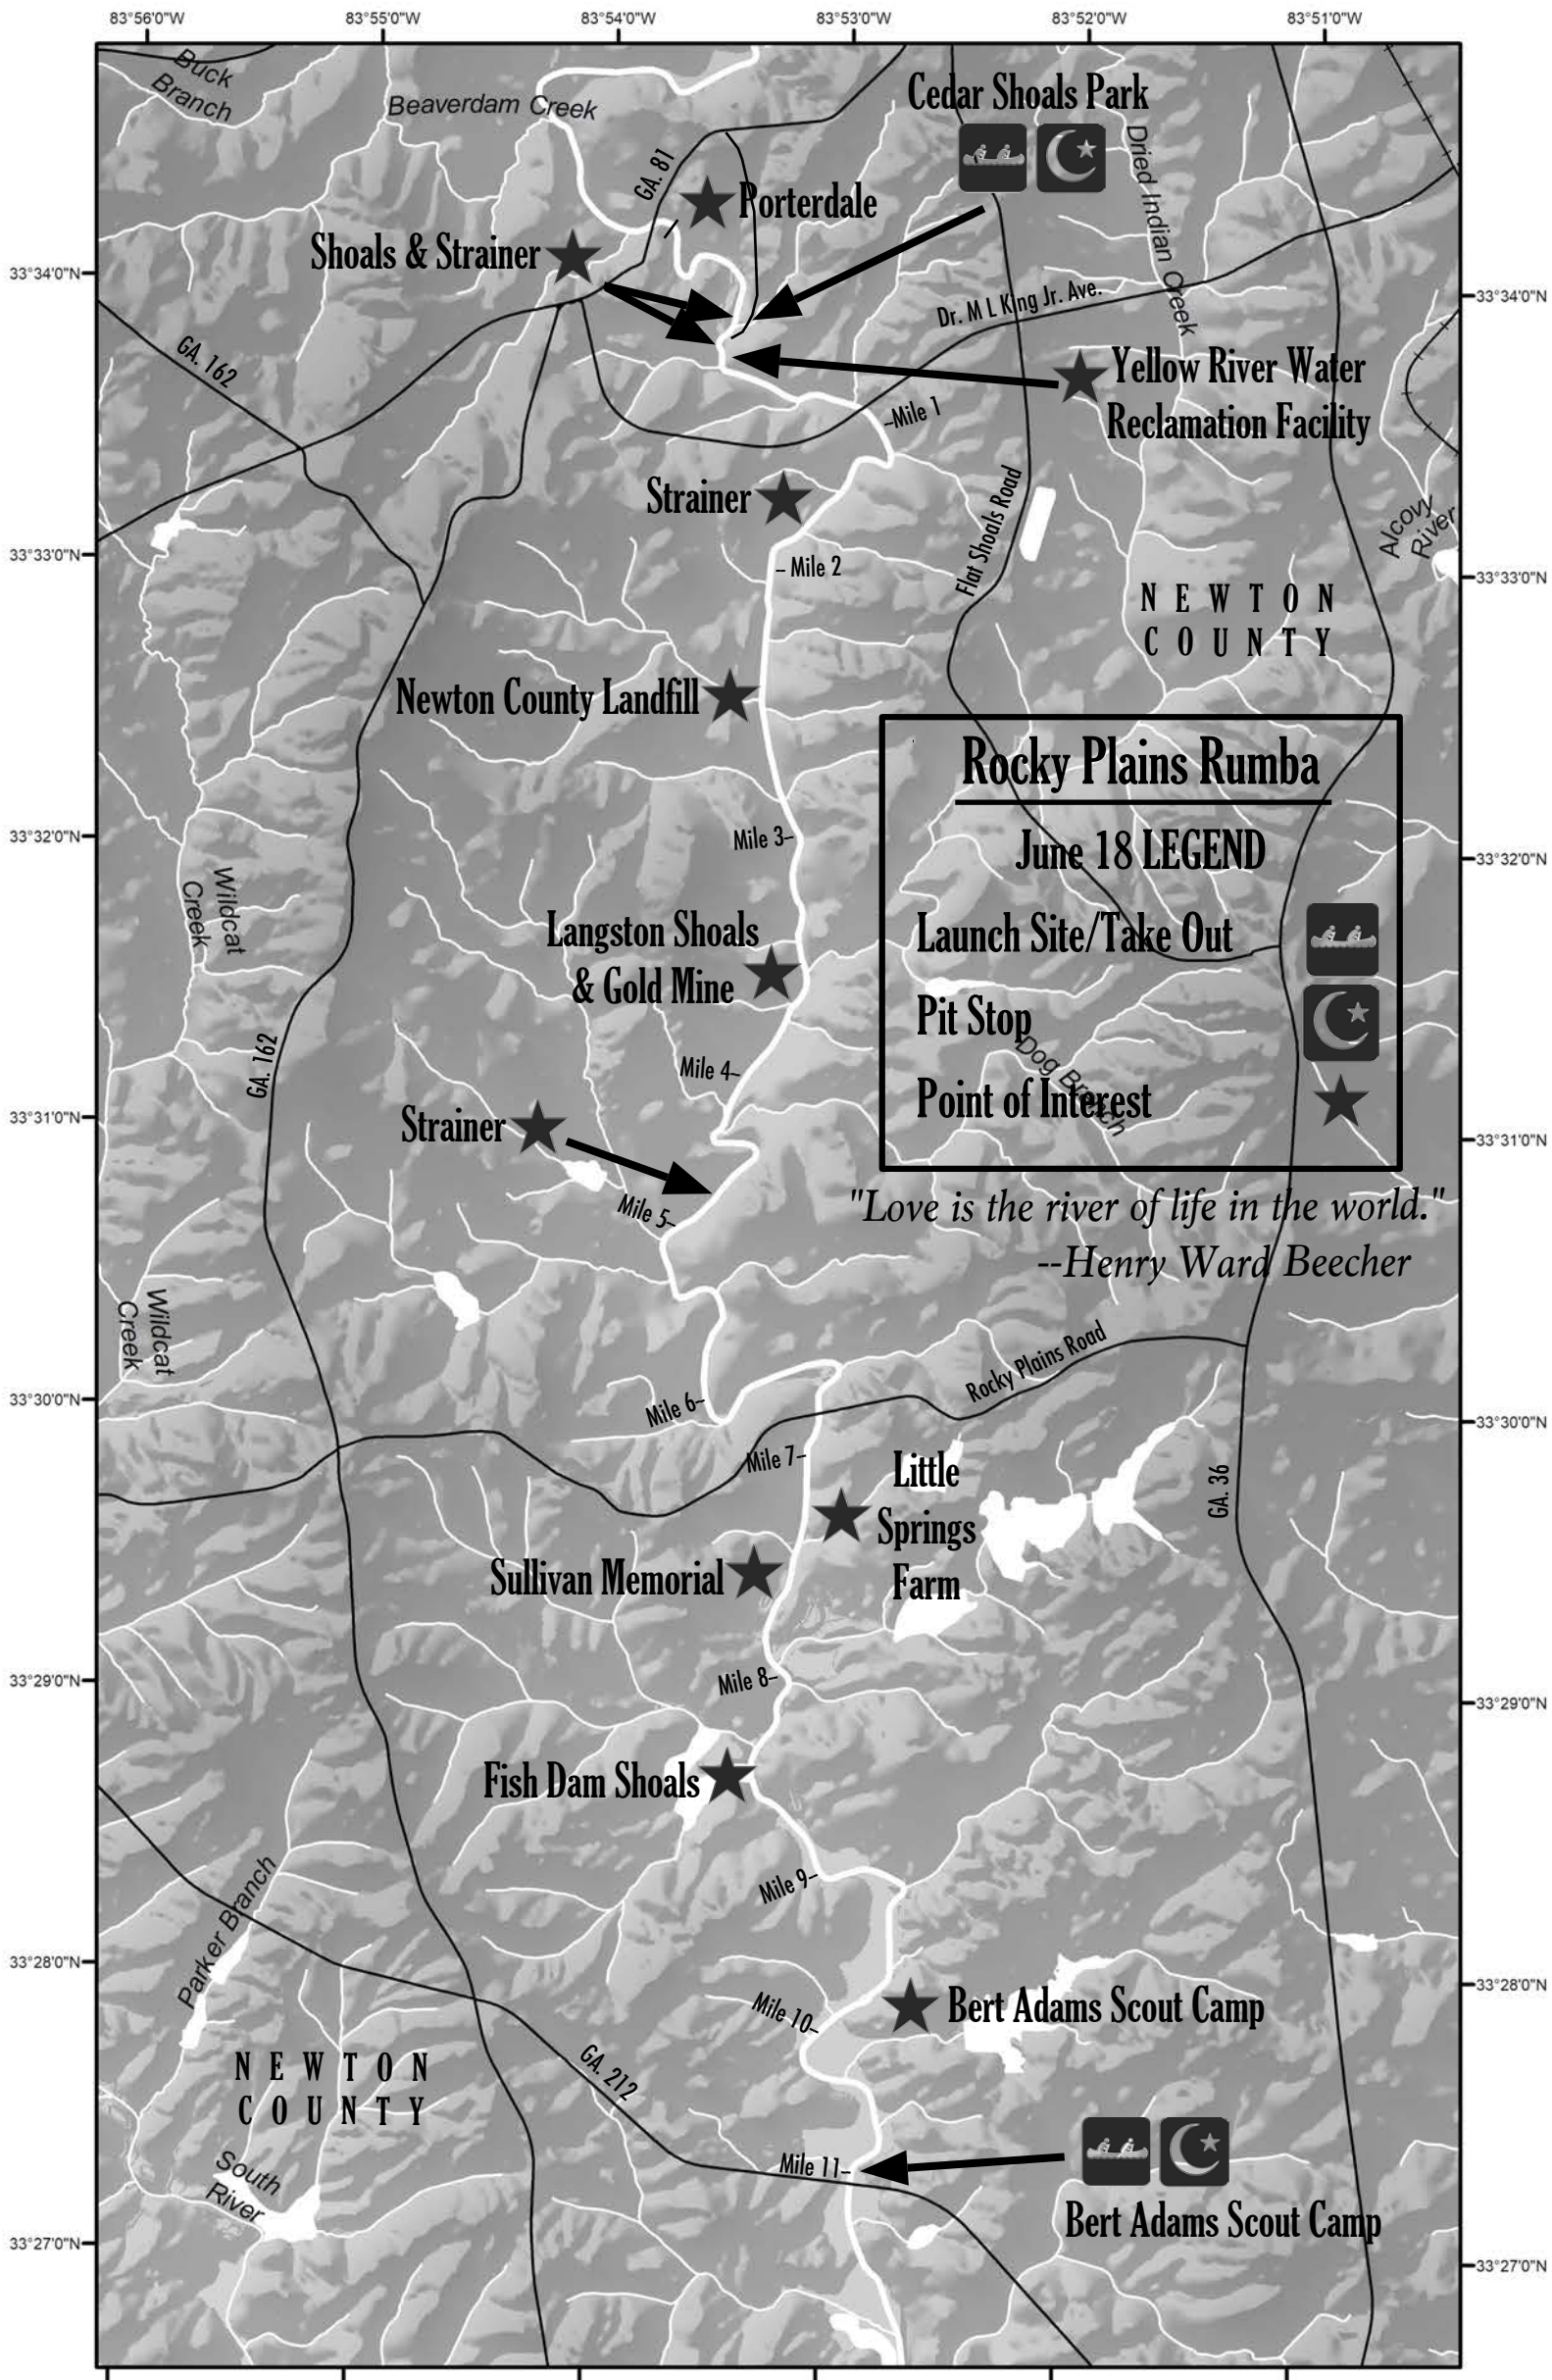 83°56'0"W
83°55'0"W
83°54'0"W
83°53'0"W
83°52'0"W
83°51'0"W
Buck
Branch
Beaverdam Creek
Cedar Shoals Park
Dried Indian Creek
GA. 81
Porterdale
Shoals & Strainer
33°34'0"N
33°34'0"N
Dr. M L King Jr. Ave.
GA. 162
Yellow River Water
Reclamation Facility
–Mile 1
Strainer
Flat Shoals Road
Alcovy
River
33°33'0"N
– Mile 2
33°33'0"N
NEWTON
COUNTY
Newton County Landfill
Rocky Plains Rumba
June 18 LEGEND
Launch Site/Take Out
Pit Stop
Point of Interest
Dog Branch
33°32'0"N
Mile 3–
33°32'0"N
Wildcat
Creek
Langston Shoals
& Gold Mine
GA. 162
Mile 4–
33°31'0"N
Strainer
33°31'0"N
Mile 5–
"Love is the river of life in the world."
--Henry Ward Beecher
Wildcat
Creek
Rocky Plains Road
33°30'0"N
Mile 6–
33°30'0"N
Mile 7–
Little
Springs
Farm
GA. 36
Sullivan Memorial
33°29'0"N
Mile 8–
33°29'0"N
Fish Dam Shoals
Mile 9–
Parker Branch
33°28'0"N
33°28'0"N
Mile 10–
Bert Adams Scout Camp
NEWTON
COUNTY
GA. 212
South
River
Mile 11–
Bert Adams Scout Camp
33°27'0"N
33°27'0"N